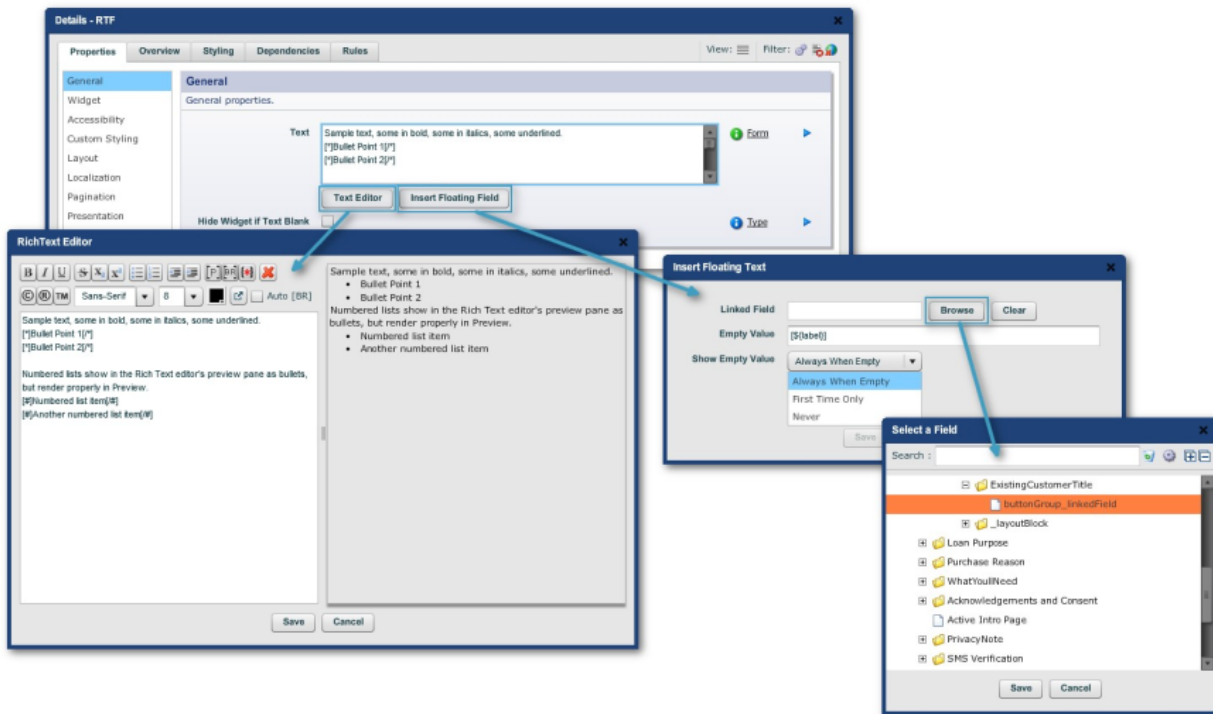 Details - RTF
Properties Overview Styling Dependencies Rules View: Filter:
General
Widget
Accessibility
Custom Styling
Layout
Localization
Pagination
Presentation
General
General properties.
Text
Sample text, some in bold, some in italics, some underlined.
[*]Bullet Point 1[/*]
[*]Bullet Point 2[/*]
Form
Text Editor Insert Floating Field
Hide Widget if Text Blank
Type
RichText Editor
B I U S X₂ X² [P] [BR] [*]
© ® TM Sans-Serif 8 Auto [BR]
Sample text, some in bold, some in italics, some underlined.
[*]Bullet Point 1[/*]
[*]Bullet Point 2[/*]
Numbered lists show in the Rich Text editor's preview pane as bullets,
but render properly in Preview.
[#]Numbered list item[/#]
[#]Another numbered list item[/#]
Sample text, some in bold, some in italics, some underlined.
• Bullet Point 1
• Bullet Point 2
Numbered lists show in the Rich Text editor's preview pane as
bullets, but render properly in Preview.
• Numbered list item
• Another numbered list item
Save Cancel
Insert Floating Text
Linked Field Browse Clear
Empty Value [${label}]
Show Empty Value Always When Empty
Always When Empty
First Time Only
Never
Save
Select a Field
Search :
ExistingCustomerTitle
buttonGroup_linkedField
_layoutBlock
Loan Purpose
Purchase Reason
WhatYoullNeed
Acknowledgements and Consent
Active Intro Page
PrivacyNote
SMS Verification
Save Cancel